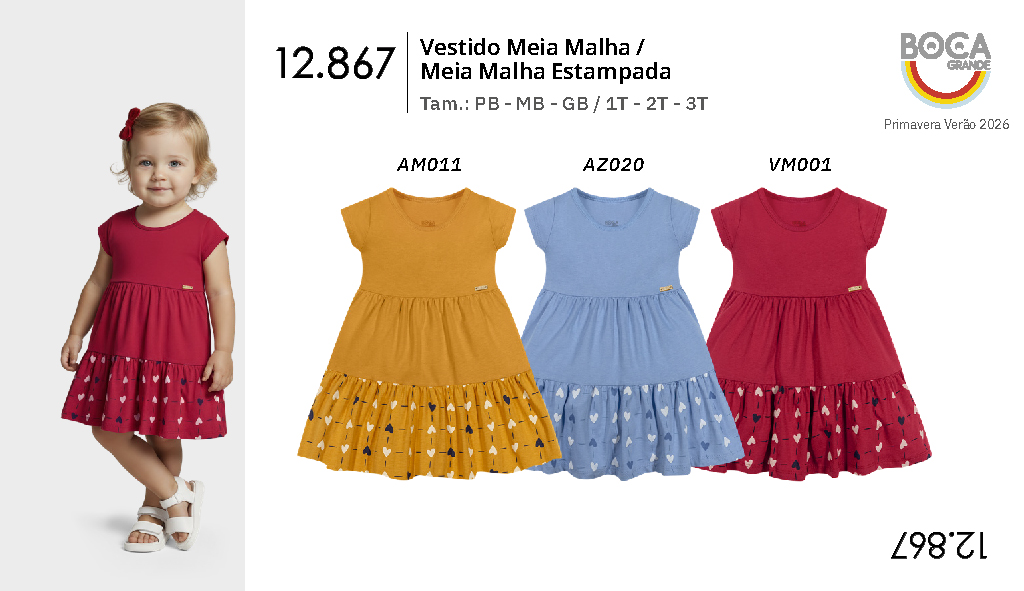 12.867
Vestido Meia Malha /
Meia Malha Estampada
Tam.: PB - MB - GB / 1T - 2T - 3T
BOCA
GRANDE
Primavera Verão 2026
AM011
AZ020
VM001
12.867